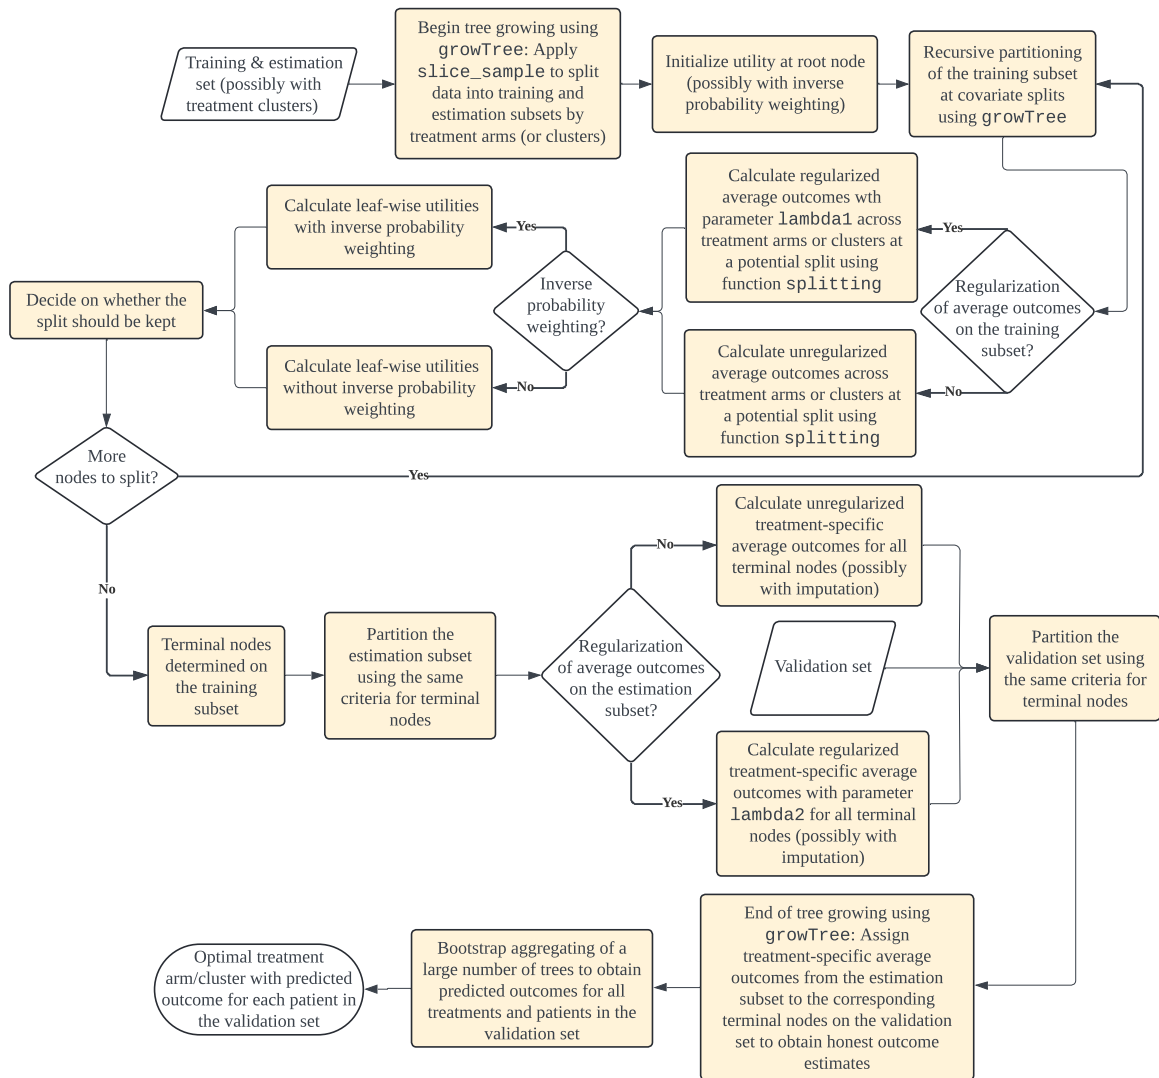 Training & estimation
set (possibly with
treatment clusters)
Begin tree growing using
growTree: Apply
slice_sample to split
data into training and
estimation subsets by
treatment arms (or clusters)
Initialize utility at root node
(possibly with inverse
probability weighting)
Recursive partitioning
of the training subset
at covariate splits
using growTree
Regularization
of average outcomes
on the training
subset?
Yes
Calculate regularized
average outcomes wth
parameter lambda1 across
treatment arms or clusters at
a potential split using
function splitting
No
Calculate unregularized
average outcomes across
treatment arms or clusters at
a potential split using
function splitting
Inverse
probability
weighting?
Yes
Calculate leaf-wise utilities
with inverse probability
weighting
No
Calculate leaf-wise utilities
without inverse probability
weighting
Decide on whether the
split should be kept
More
nodes to split?
Yes
No
Terminal nodes
determined on
the training
subset
Partition the
estimation subset
using the same
criteria for terminal
nodes
Regularization
of average outcomes
on the estimation
subset?
No
Calculate unregularized
treatment-specific
average outcomes for all
terminal nodes (possibly
with imputation)
Validation set
Yes
Calculate regularized
treatment-specific average
outcomes with parameter
lambda2 for all terminal
nodes (possibly with
imputation)
Partition the
validation set using
the same criteria for
terminal nodes
End of tree growing using
growTree: Assign
treatment-specific average
outcomes from the estimation
subset to the corresponding
terminal nodes on the validation
set to obtain honest outcome
estimates
Bootstrap aggregating of a
large number of trees to obtain
predicted outcomes for all
treatments and patients in the
validation set
Optimal treatment
arm/cluster with predicted
outcome for each patient in
the validation set